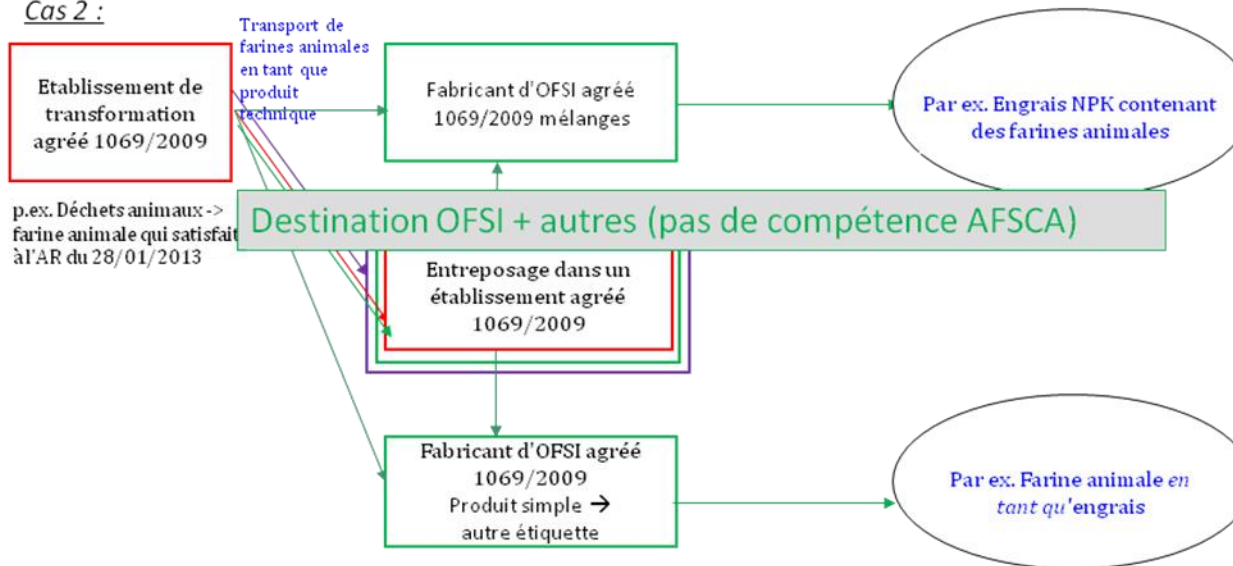 Cas 2 :
Etablissement de
transformation
agréé 1069/2009
p.ex. Déchets animaux ->
farine animale qui satisfait
àl'AR du 28/01/2013
Transport de
farines animales
en tant que
produit
technique
Fabricant d'OFSI agréé
1069/2009 mélanges
Par ex. Engrais NPK contenant
des farines animales
Destination OFSI + autres (pas de compétence AFSCA)
Entreposage dans un
établissement agréé
1069/2009
Fabricant d'OFSI agréé
1069/2009
Produit simple →
autre étiquette
Par ex. Farine animale en
tant qu'engrais